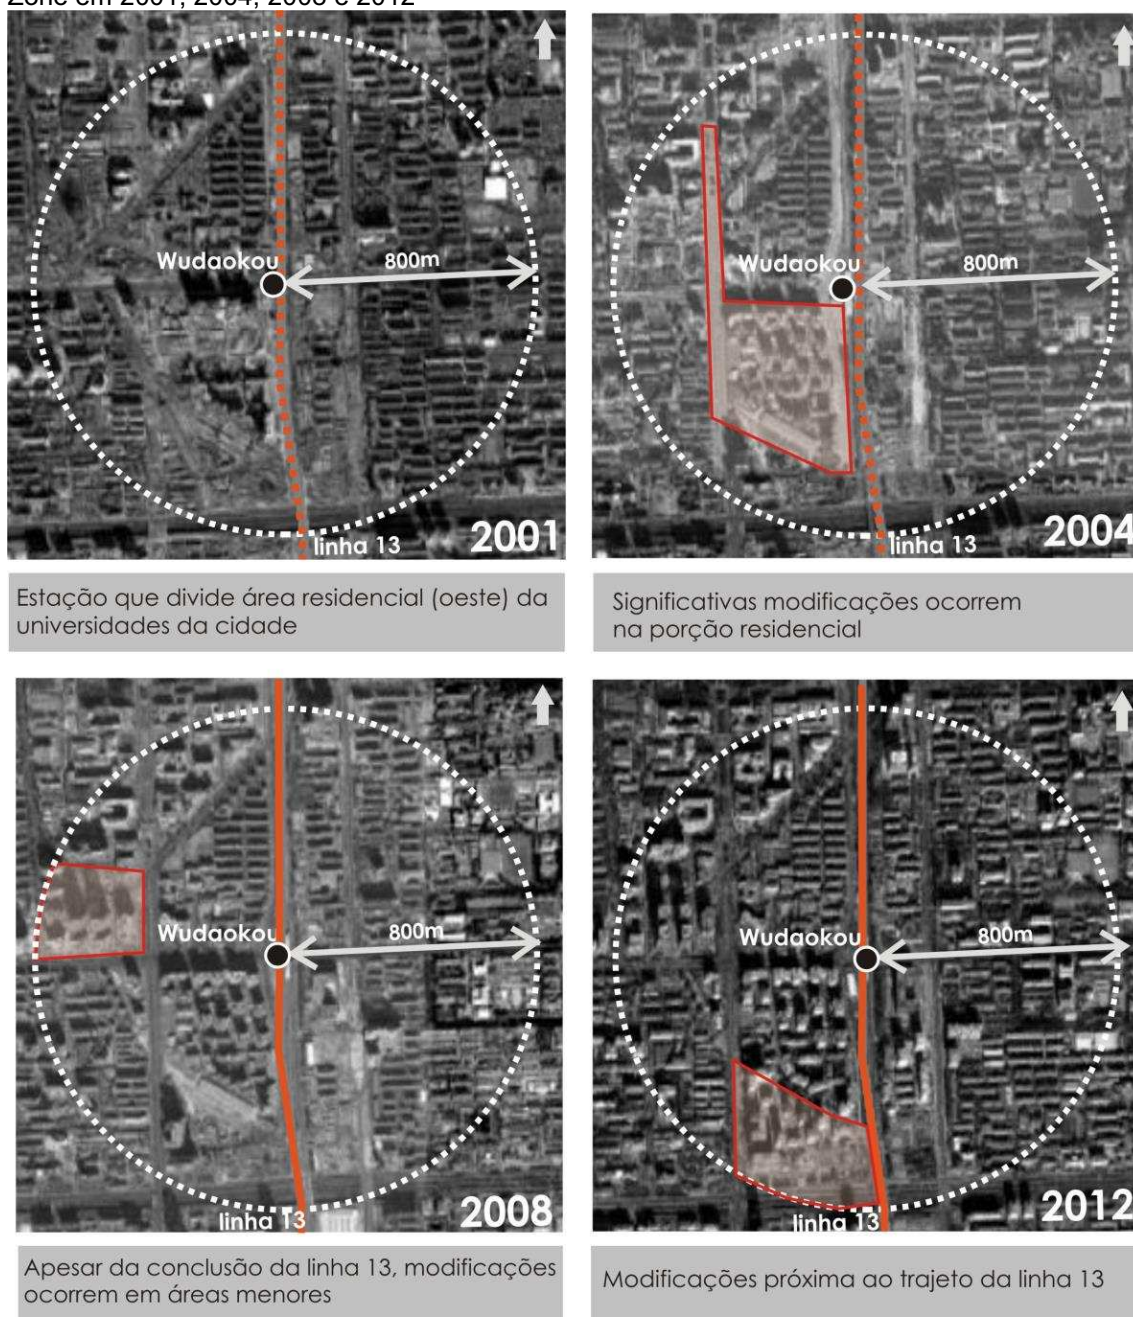 Zone em 2001, 2004, 2008 e 2012
Wudaokou
800m
linha 13
2001
Wudaokou
800m
linha 13
2004
Estação que divide área residencial (oeste) da
universidades da cidade
Significativas modificações ocorrem
na porção residencial
Wudaokou
800m
linha 13
2008
Wudaokou
800m
linha 13
2012
Apesar da conclusão da linha 13, modificações
ocorrem em áreas menores
Modificações próxima ao trajeto da linha 13